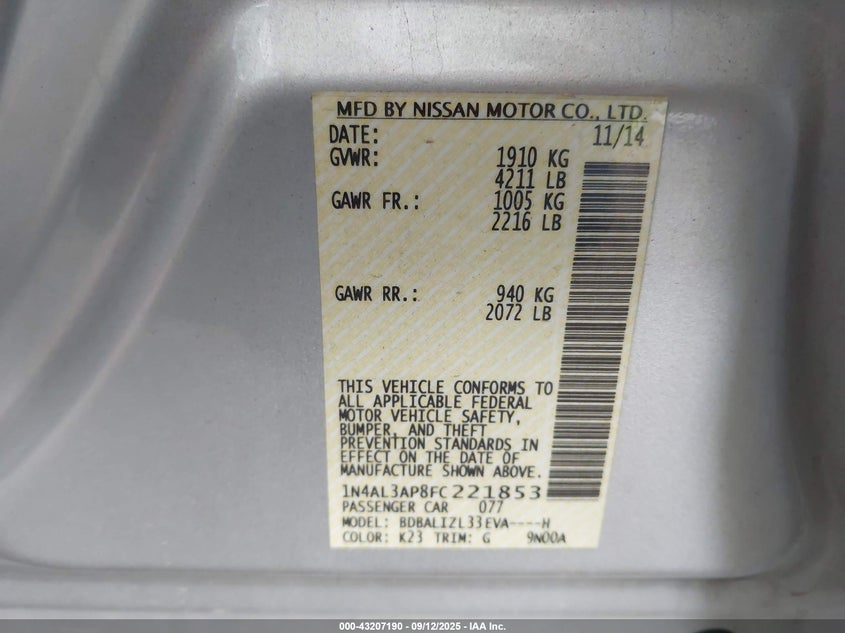 MFD BY NISSAN MOTOR CO., LTD.
DATE: 11/14
GVWR: 1910 KG
4211 LB
GAWR FR.: 1005 KG
2216 LB
GAWR RR.: 940 KG
2072 LB
THIS VEHICLE CONFORMS TO
ALL APPLICABLE FEDERAL
MOTOR VEHICLE SAFETY,
BUMPER, AND THEFT
PREVENTION STANDARDS IN
EFFECT ON THE DATE OF
MANUFACTURE SHOWN ABOVE.
1N4AL3AP8FC221853
PASSENGER CAR 077
MODEL: BDBALIZL33EVA----H
COLOR: K23 TRIM: G 9N00A
000-43207190 - 09/12/2025 - IAA Inc.